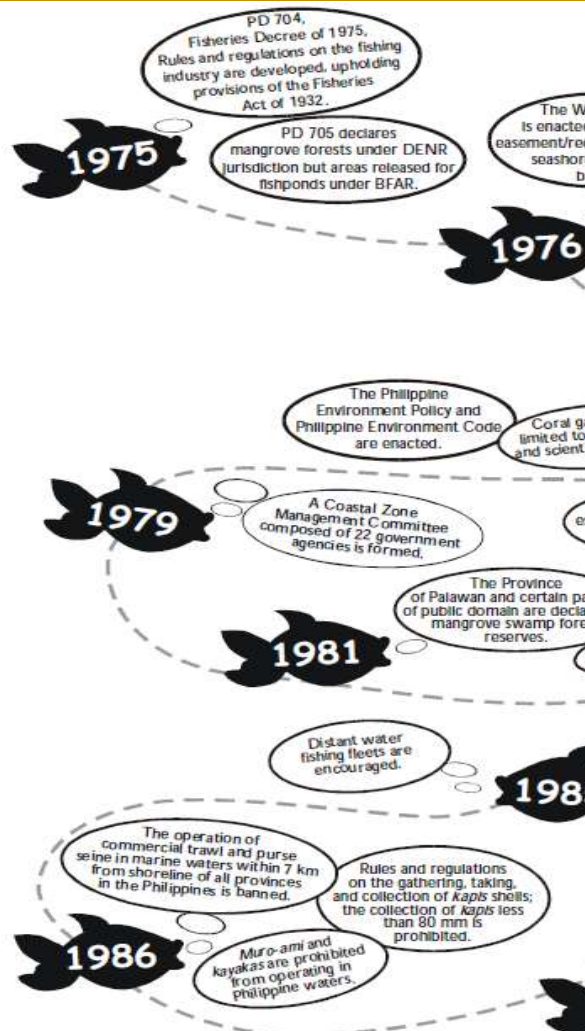 PD 704,
Fisheries Decree of 1975,
Rules and regulations on the fishing
industry are developed, upholding
provisions of the Fisheries
Act of 1932.
1975
PD 705 declares
mangrove forests under DENR
jurisdiction but areas released for
fishponds under BFAR.
The W
is enacted
easement/rec
seashor
b
1976
The Philippine
Environment Policy and
Philippine Environment Code
are enacted.
Coral ga
limited to
and scient
1979
A Coastal Zone
Management Committee
composed of 22 government
agencies is formed.
e
The Province
of Palawan and certain pa
of public domain are decla
mangrove swamp fore
reserves.
1981
Distant water
fishing fleets are
encouraged.
198
The operation of
commercial trawl and purse
seine in marine waters within 7 km
from shoreline of all provinces
in the Philippines is banned.
Rules and regulations
on the gathering, taking,
and collection of kapis shells;
the collection of kapis less
than 80 mm is
prohibited.
1986
Muro-ami and
kayakas are prohibited
from operating in
Philippine waters.